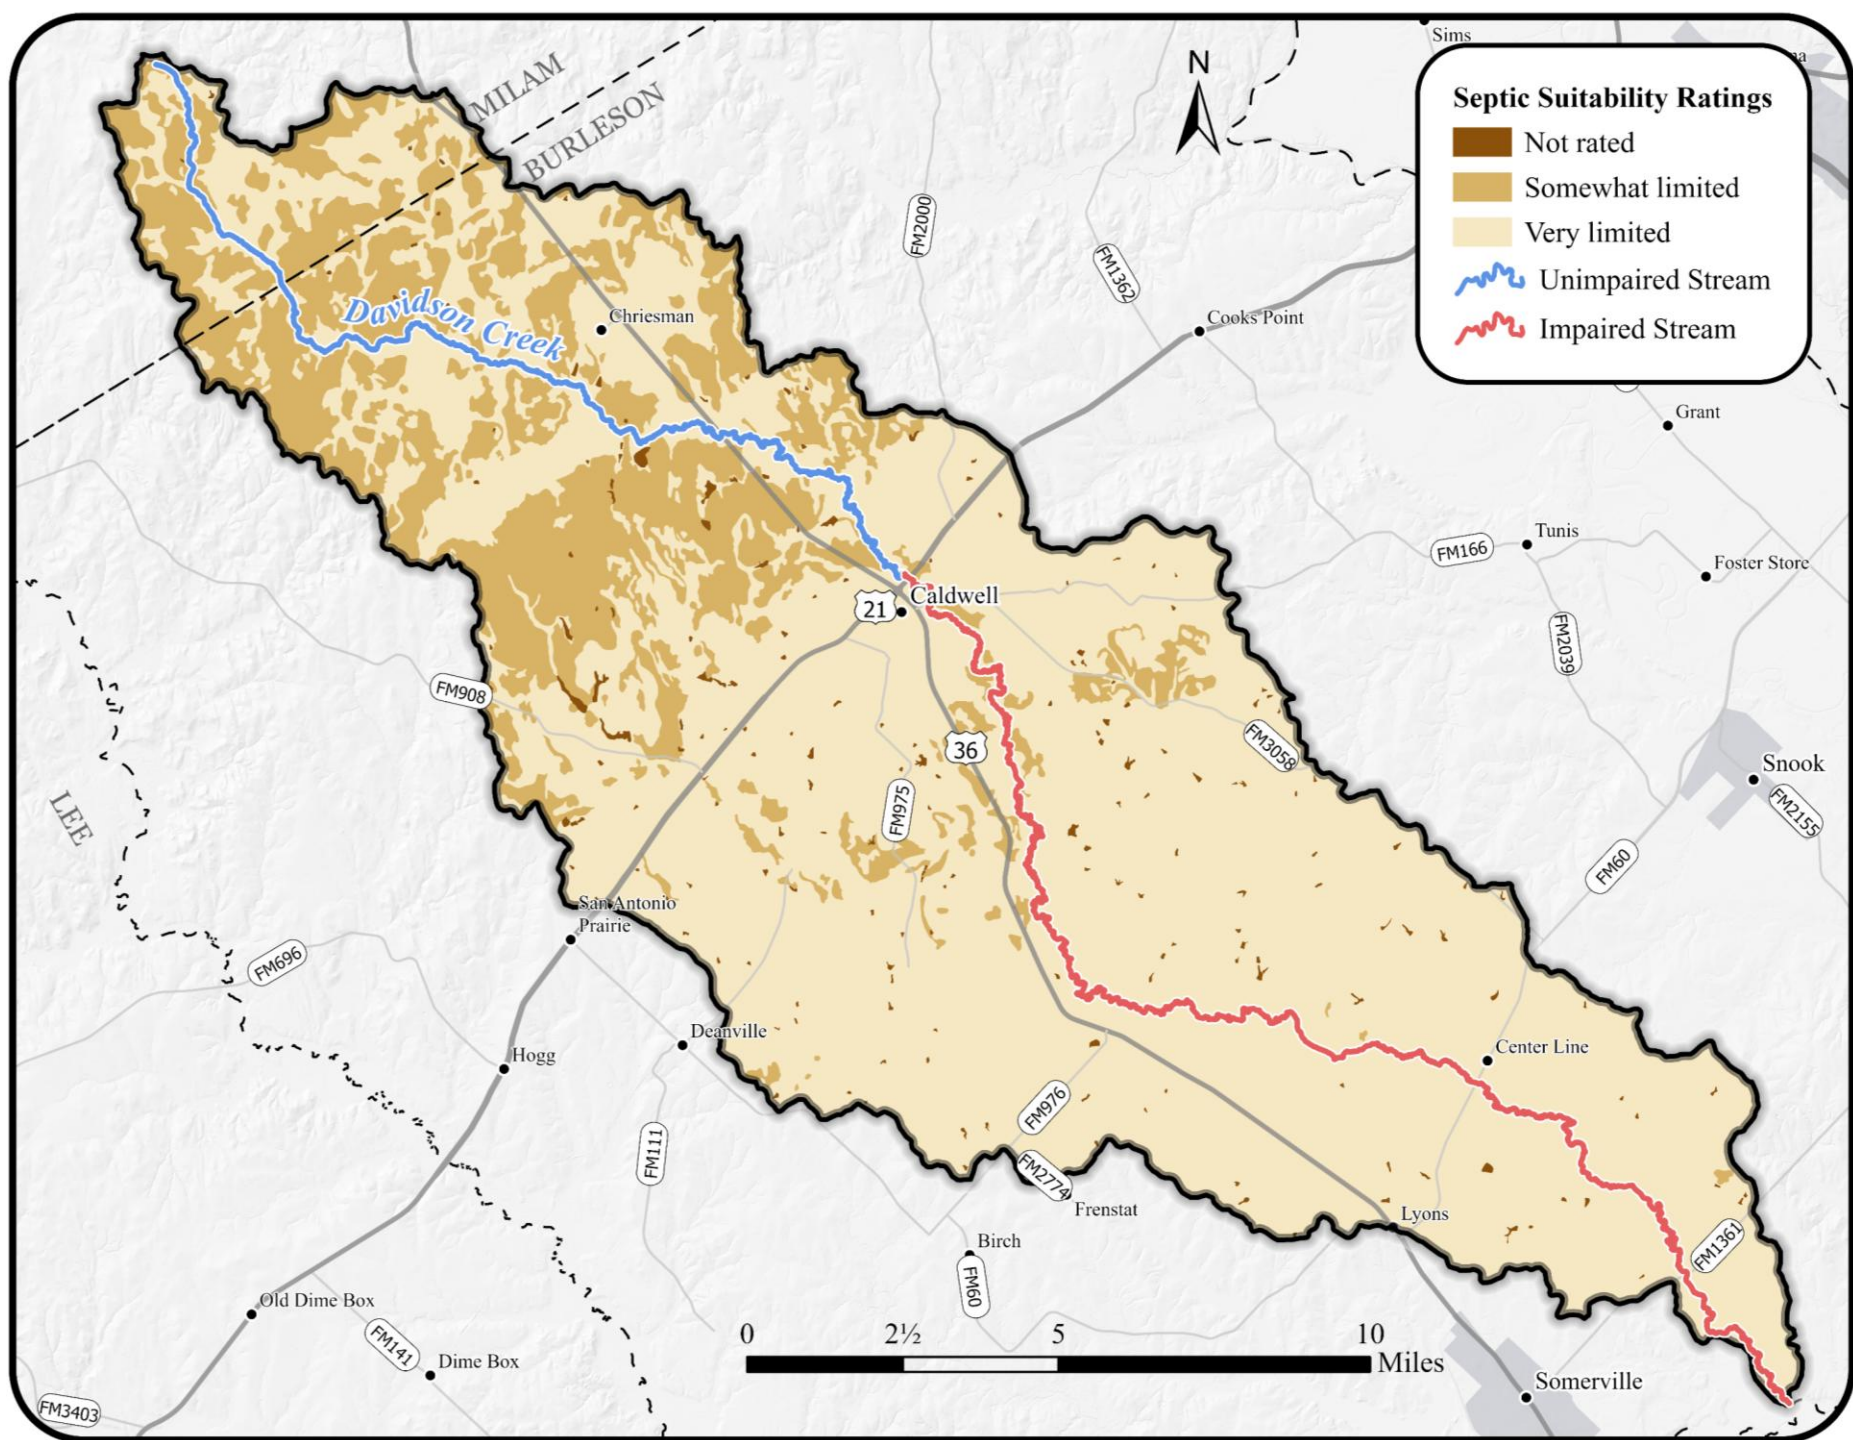 Sims
na
Septic Suitability Ratings
Not rated
Somewhat limited
Very limited
Unimpaired Stream
Impaired Stream
N
MILAM
BURLESON
FM2000
FM1362
Davidson Creek
Chriesman
Cooks Point
Grant
FM166
Tunis
Foster Store
21
Caldwell
FM2039
FM908
36
FM3058
Snook
FM2155
LEE
FM975
FM60
San Antonio
Prairie
FM696
Deanville
Hogg
Center Line
FM976
FM111
FM2774
Frenstat
Lyons
Birch
FM60
FM1361
Old Dime Box
FM141
Dime Box
0 2½ 5 10
Miles
Somerville
FM3403